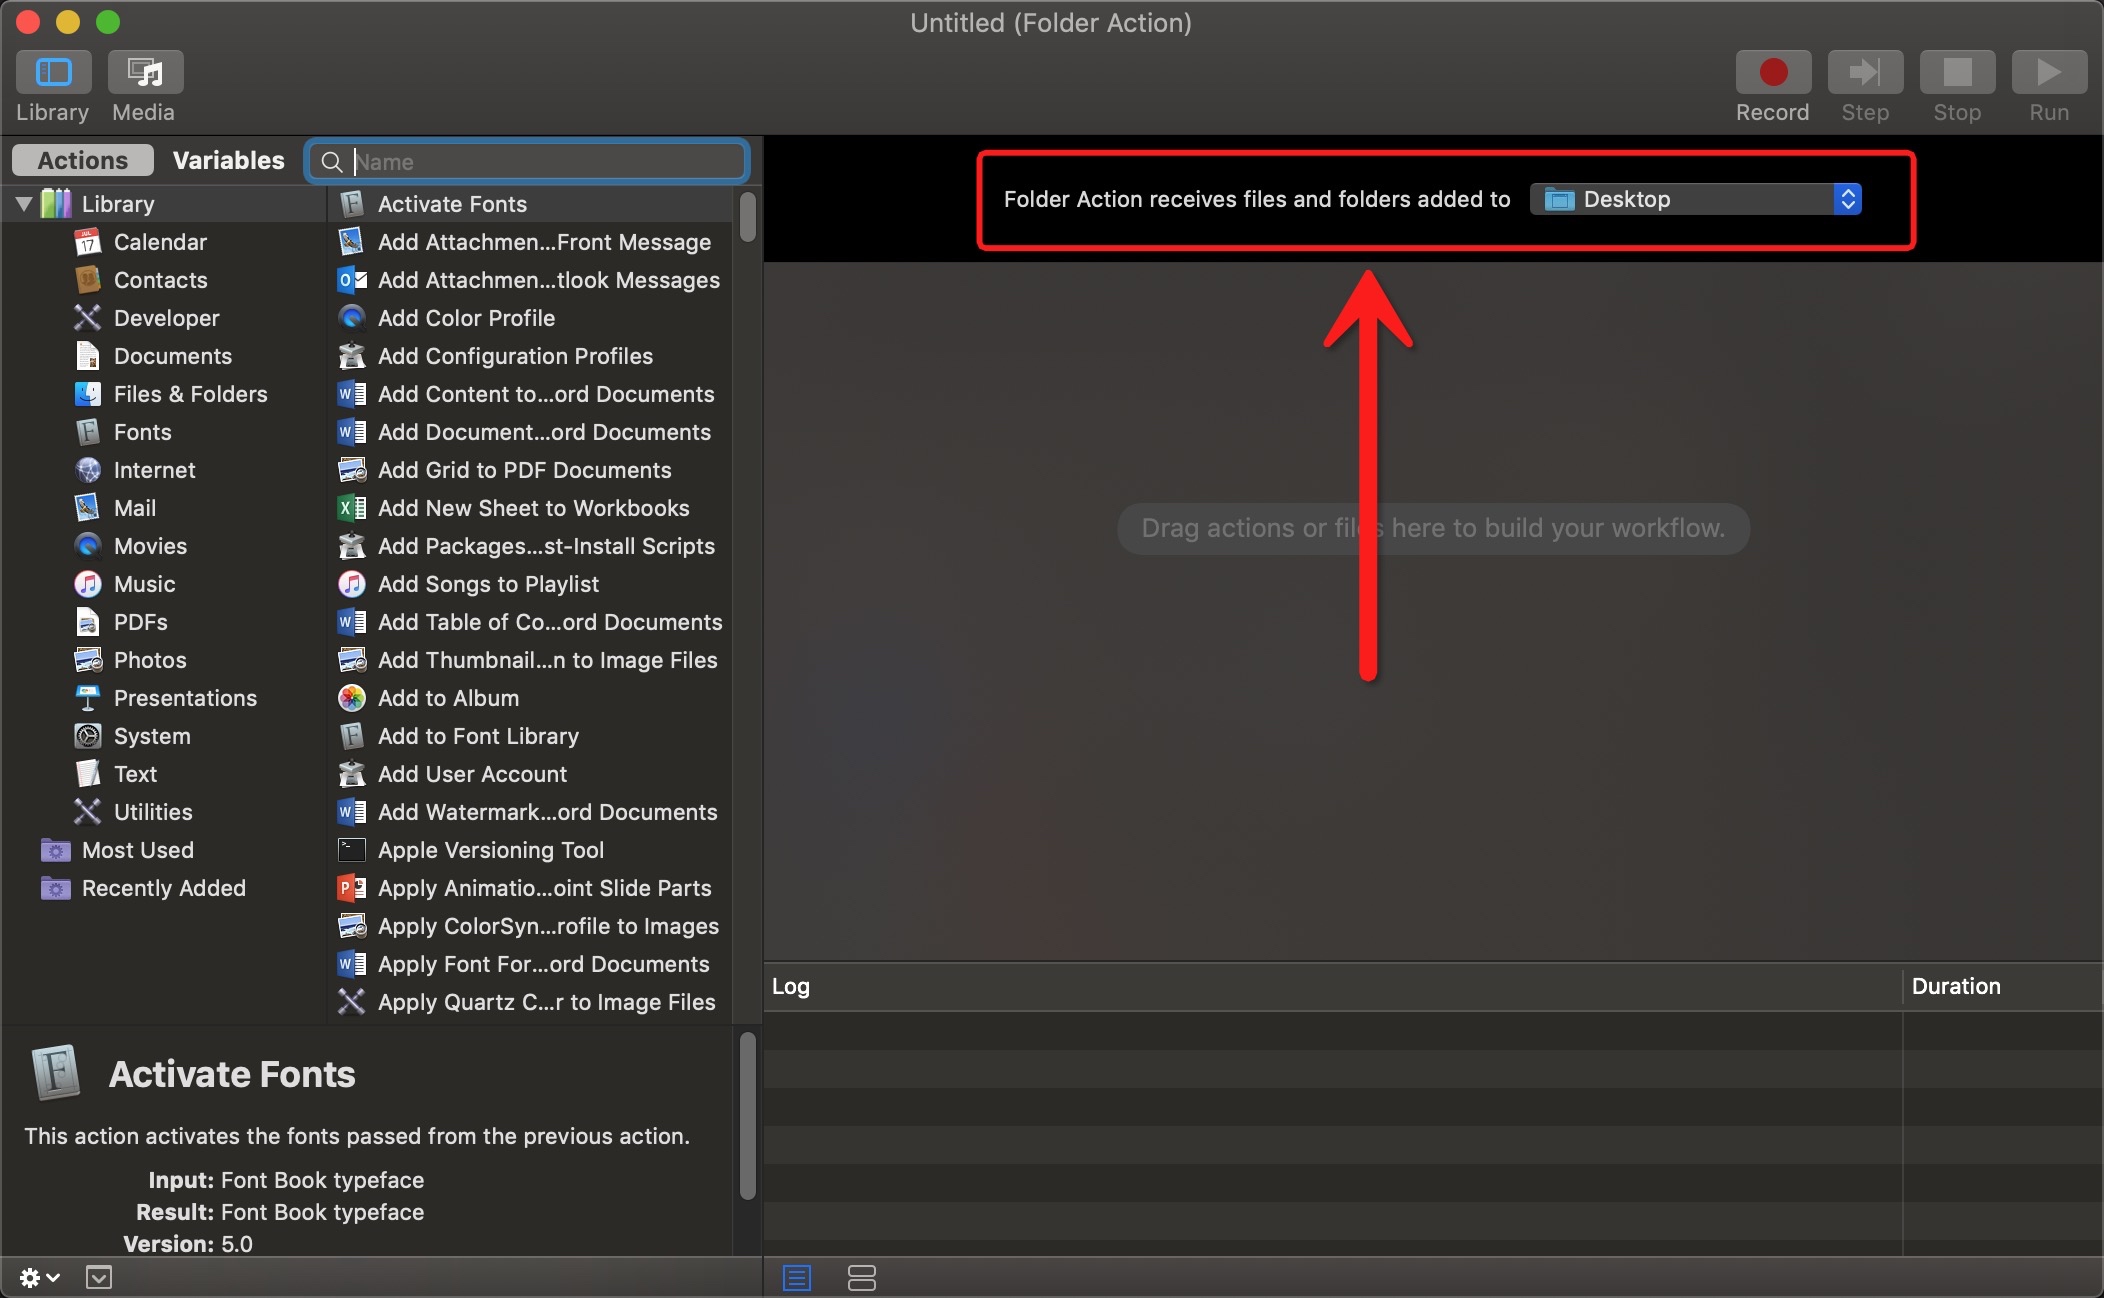 Untitled (Folder Action)
Library
Media
Record
Step
Stop
Run
Actions
Variables
Name
Folder Action receives files and folders added to
Desktop
Library
Calendar
17
Contacts
Developer
Documents
Files & Folders
Fonts
Internet
Mail
Movies
Music
PDFs
Photos
Presentations
System
Text
Utilities
Most Used
Recently Added
Activate Fonts
Add Attachmen...Front Message
Add Attachmen...tlook Messages
Add Color Profile
Add Configuration Profiles
Add Content to...ord Documents
Add Document...ord Documents
Add Grid to PDF Documents
Add New Sheet to Workbooks
Add Packages...st-Install Scripts
Add Songs to Playlist
Add Table of Co...ord Documents
Add Thumbnail...n to Image Files
Add to Album
Add to Font Library
Add User Account
Add Watermark...ord Documents
Apple Versioning Tool
Apply Animatio...oint Slide Parts
Apply ColorSyn...rofile to Images
Apply Font For...ord Documents
Apply Quartz C...r to Image Files
Drag actions or files here to build your workflow.
Log
Duration
Activate Fonts
This action activates the fonts passed from the previous action.
Input: Font Book typeface
Result: Font Book typeface
Version: 5.0